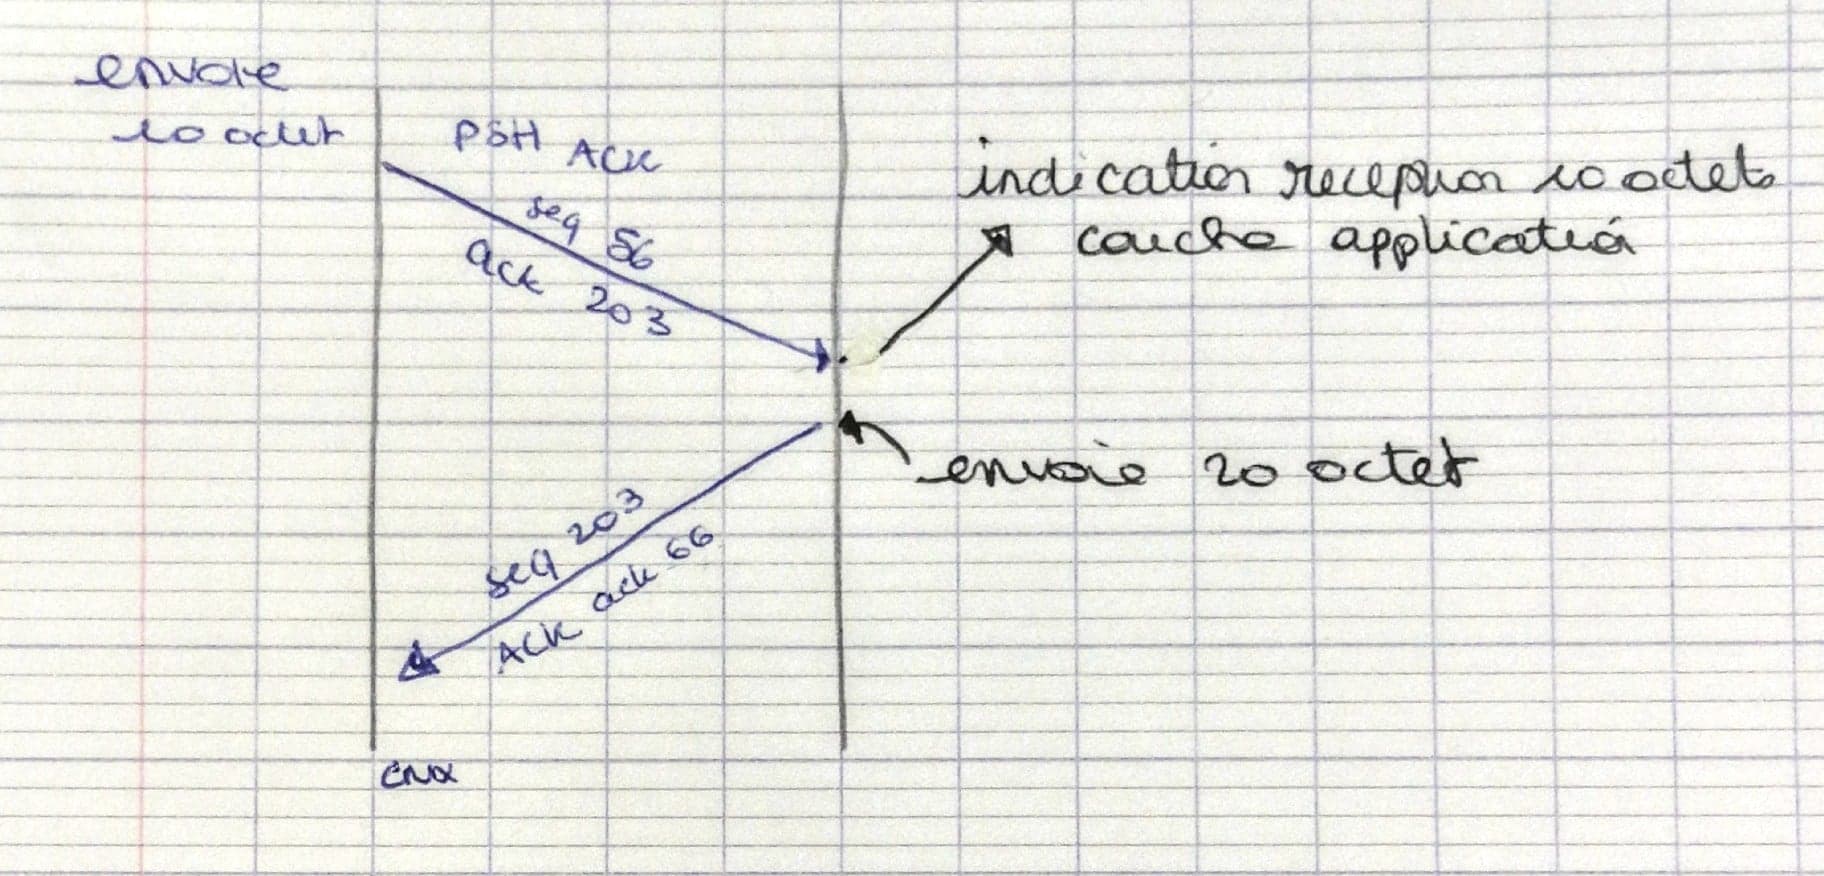 envoie
10 octet
PSH ACK
seq 56
ack 203
indication reception 10 octets
couche application
envoie 20 octet
seq 203
ACK ack 66
cnx